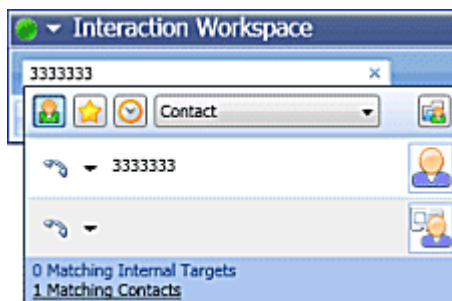 Interaction Workspace
3333333
Contact
3333333
0 Matching Internal Targets
1 Matching Contacts